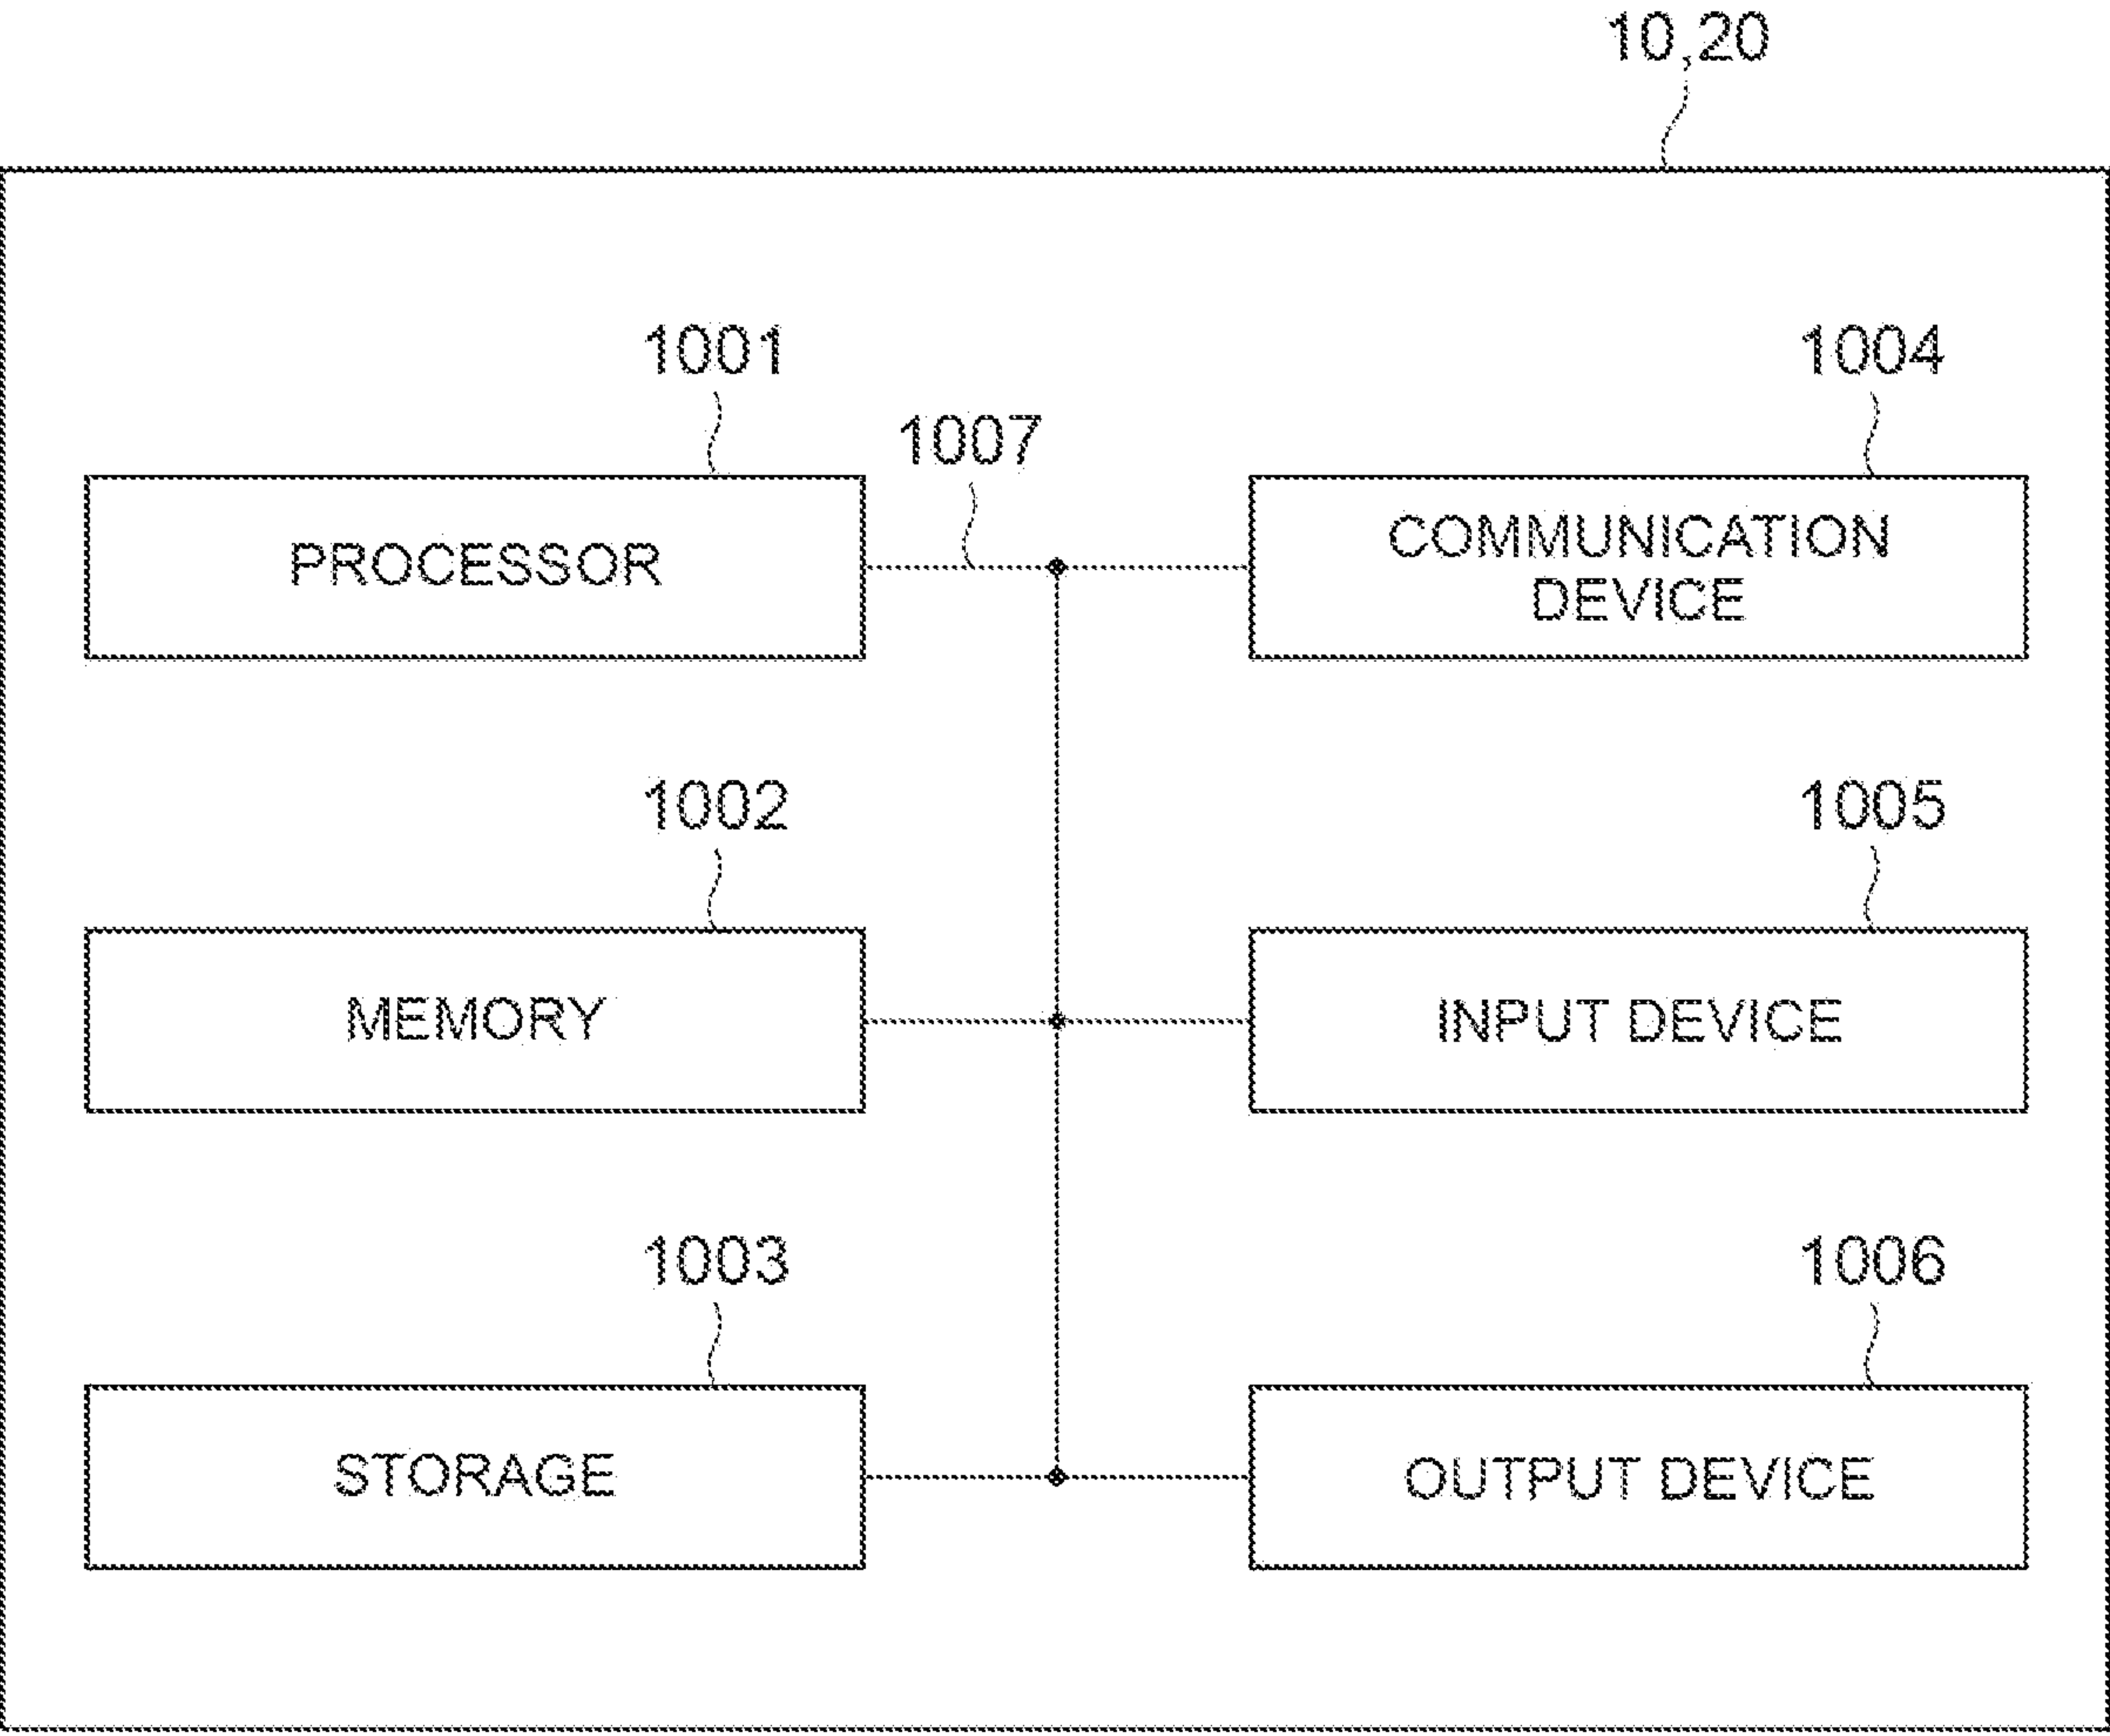 10,20
1001
1004
1007
PROCESSOR
COMMUNICATION
DEVICE
1002
1005
MEMORY
INPUT DEVICE
1003
1006
STORAGE
OUTPUT DEVICE